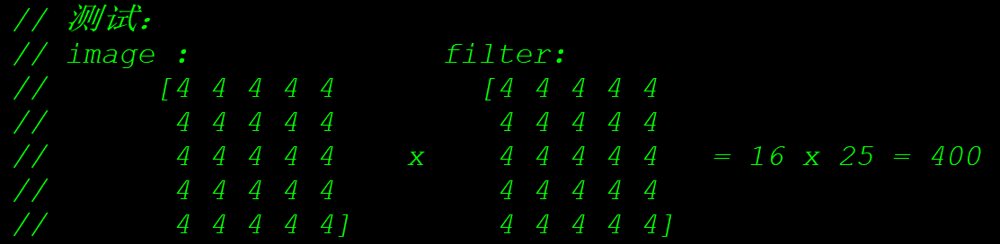 // 测试:
// image :              filter:
//      [4 4 4 4 4        [4 4 4 4 4
//       4 4 4 4 4         4 4 4 4 4
//       4 4 4 4 4    x    4 4 4 4 4   = 16 x 25 = 400
//       4 4 4 4 4         4 4 4 4 4
//       4 4 4 4 4]        4 4 4 4 4]